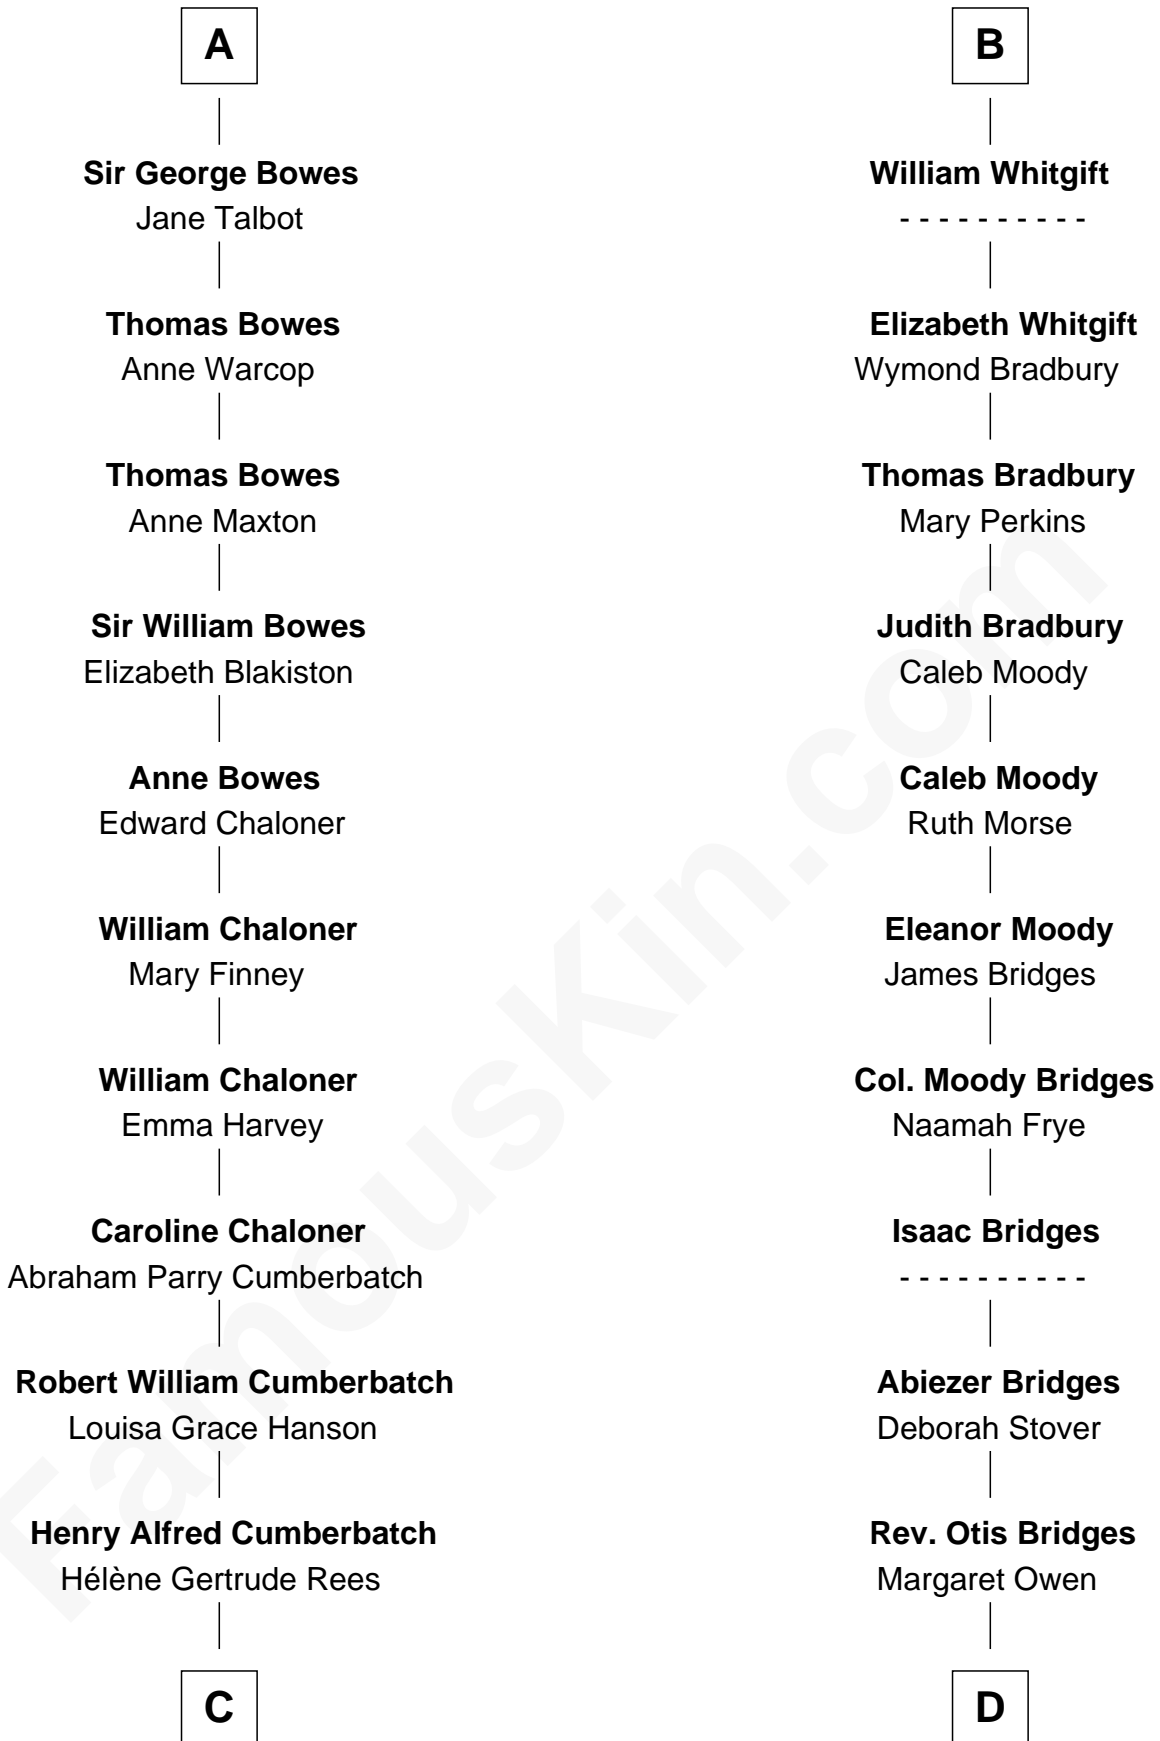 A
Sir George Bowes
Jane Talbot
Thomas Bowes
Anne Warcop
Thomas Bowes
Anne Maxton
Sir William Bowes
Elizabeth Blakiston
Anne Bowes
Edward Chaloner
William Chaloner
Mary Finney
William Chaloner
Emma Harvey
Caroline Chaloner
Abraham Parry Cumberbatch
Robert William Cumberbatch
Louisa Grace Hanson
Henry Alfred Cumberbatch
Hélène Gertrude Rees
C
B
William Whitgift
- - - - - - - - - -
Elizabeth Whitgift
Wymond Bradbury
Thomas Bradbury
Mary Perkins
Judith Bradbury
Caleb Moody
Caleb Moody
Ruth Morse
Eleanor Moody
James Bridges
Col. Moody Bridges
Naamah Frye
Isaac Bridges
- - - - - - - - - -
Abiezer Bridges
Deborah Stover
Rev. Otis Bridges
Margaret Owen
D
FamousKin.com